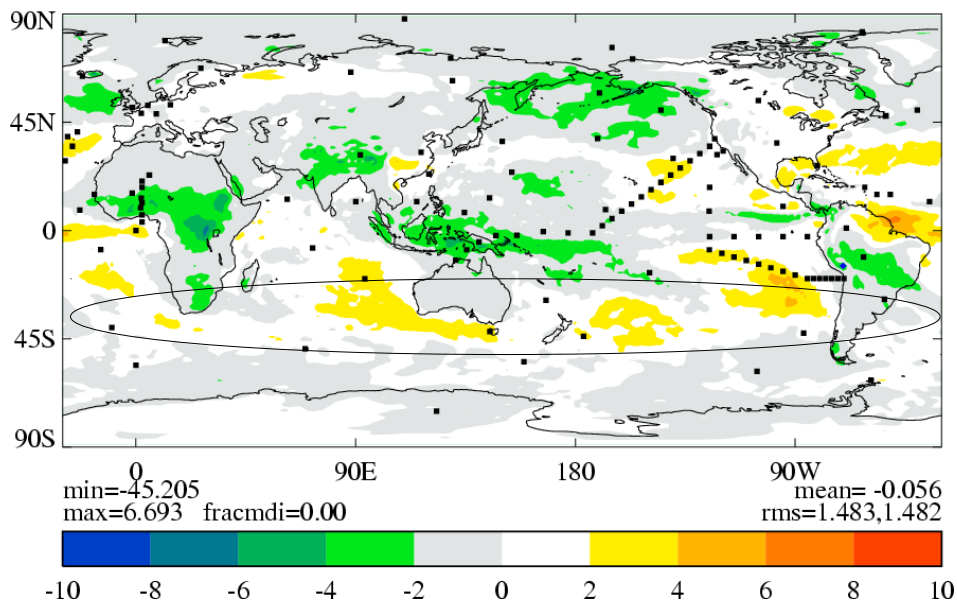 90N
45N
0
45S
90S
0 90E 180 90W
min=-45.205 mean= -0.056
max=6.693 fracmdi=0.00 rms=1.483,1.482
-10 -8 -6 -4 -2 0 2 4 6 8 10